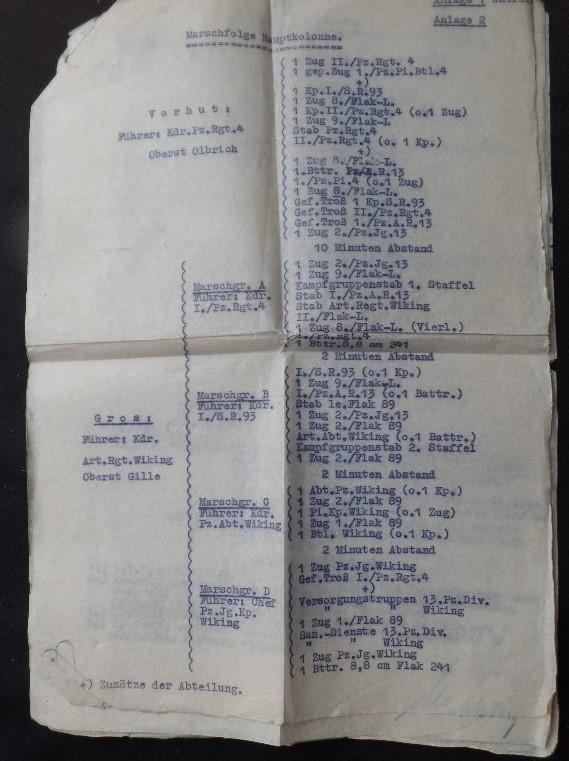 Anlage 2
Marschfolge Hauptkolonne.
Vorhut:
Führer: Kdr.Pz.Rgt.4
Oberst Olbrich
1 Zug II./Pz.Rgt. 4
1 gep.Zug 1./Pz.Pi.Btl.4
+)
1 Kp.I./S.R.93
1 Zug 8./Flak-L.
1 Kp.II./Pz.Rgt.4 (o.1 Zug)
1 Zug 9./Flak-L.
Stab Pz.Rgt.4
II./Pz.Rgt.4 (o. 1 Kp.)
+)
1 Zug 8./Flak-L.
1.Bttr. Pz.A.R.13
1./Pz.Pi.4 (o.1 Zug)
1 Zug 8./Flak-L.
Gef.Troß 1 Kp.S.R.93
Gef.Troß II./Pz.Rgt.4
Gef.Troß 1./Pz.A.R.13
1 Zug 2./Pz.Jg.13
10 Minuten Abstand
Gros:
Führer: Kdr.
Art.Rgt.Wiking
Oberst Gille
Marschgr. A
Führer: Kdr.
I./Pz.Rgt.4
1 Zug 2./Pz.Jg.13
1 Zug 9./Flak-L.
Kampfgruppenstab 1. Staffel
Stab I./Pz.A.R.13
Stab Art.Regt.Wiking
II./Flak-L.
1 Zug 8./Flak-L. (Vierl.)
I./Pz.Rgt.4
1 Bttr.8,8 cm 241
2 Minuten Abstand
Marschgr. B
Führer: Kdr.
I./S.R.93
I./S.R.93 (o.1 Kp.)
1 Zug 9./Flak-L.
I./Pz.A.R.13 (o.1 Battr.)
Stab le.Flak 89
1 Zug 2./Pz.Jg.13
1 Zug 2./Flak 89
Art.Abt.Wiking (o.1 Battr.)
Kampfgruppenstab 2. Staffel
1 Zug 2./Flak 89
2 Minuten Abstand
Marschgr. C
Führer: Kdr.
Pz.Abt.Wiking
1 Abt.Pz.Wiking (o.1 Kp.)
1 Zug 2./Flak 89
1 Pi.Kp.Wiking (o.1 Zug)
1 Zug 1./Flak 89
1 Btl. Wiking (o.1 Kp.)
2 Minuten Abstand
Marschgr. D
Führer: Chef
Pz.Jg.Kp.
Wiking
1 Zug Pz.Jg.Wiking
Gef.Troß I./Pz.Rgt.4
+)
Versorgungstruppen 13.Pz.Div.
" " Wiking
1 Zug 1./Flak 89
San.-Dienste 13.Pz.Div.
" " Wiking
1 Zug Pz.Jg.Wiking
1 Bttr. 8,8 cm Flak 241
+) Zusätze der Abteilung.